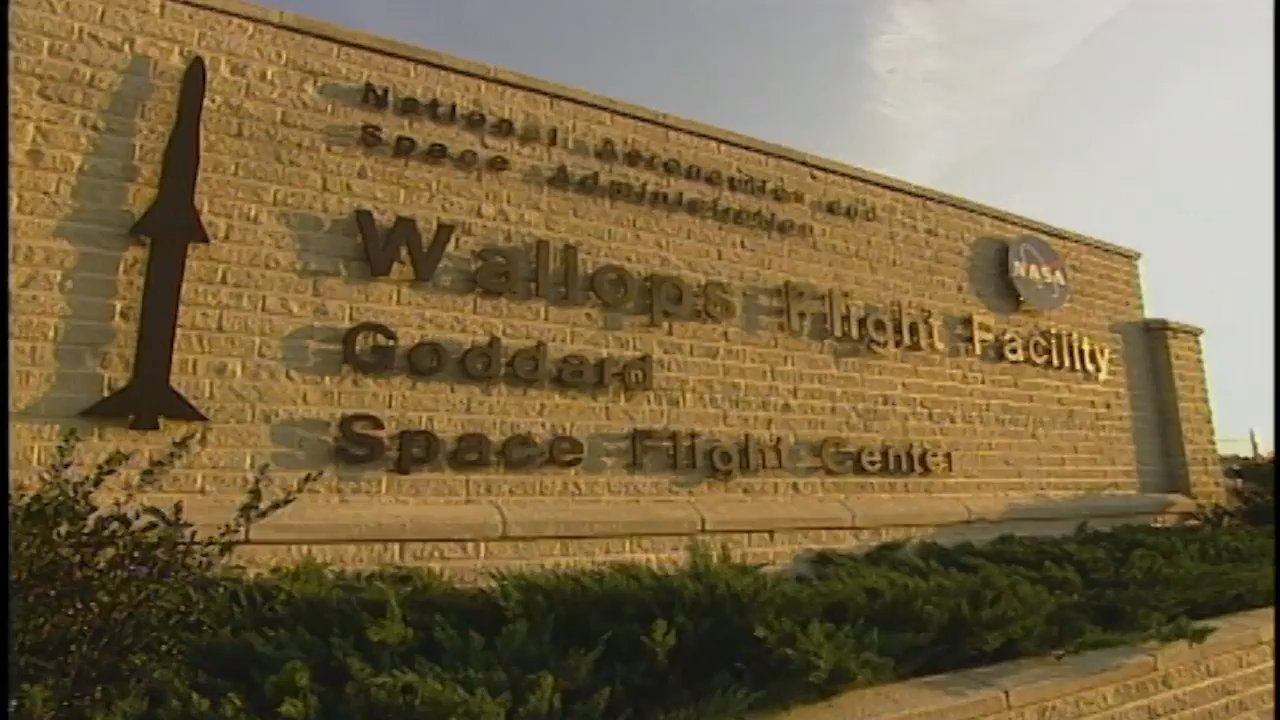 National Aeronautics and
Space Administration
Wallops Flight Facility
Goddard
Space Flight Center
NASA